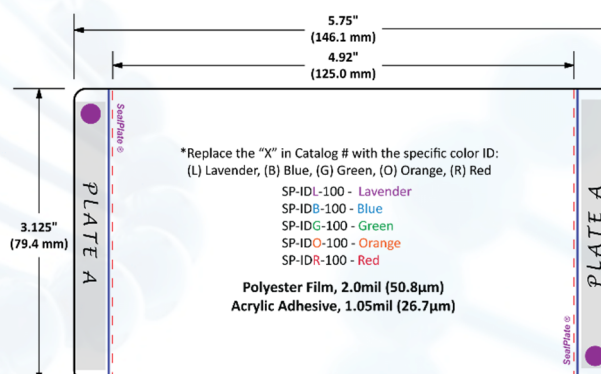 5.75"
(146.1 mm)
4.92"
(125.0 mm)
SealPlate ®
*Replace the “X” in Catalog # with the specific color ID:
(L) Lavender, (B) Blue, (G) Green, (O) Orange, (R) Red
SP-IDL-100 - Lavender
SP-IDB-100 - Blue
SP-IDG-100 - Green
SP-IDO-100 - Orange
SP-IDR-100 - Red
3.125"
(79.4 mm)
PLATE A
PLATE A
Polyester Film, 2.0mil (50.8µm)
Acrylic Adhesive, 1.05mil (26.7µm)
SealPlate ®